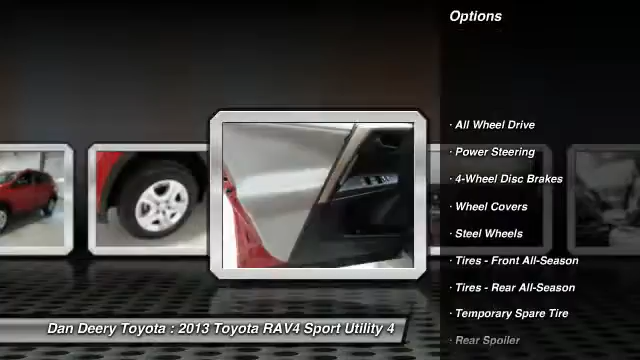 Options
· All Wheel Drive
· Power Steering
· 4-Wheel Disc Brakes
· Wheel Covers
· Steel Wheels
· Tires - Front All-Season
· Tires - Rear All-Season
· Temporary Spare Tire
· Rear Spoiler
Dan Deery Toyota : 2013 Toyota RAV4 Sport Utility 4